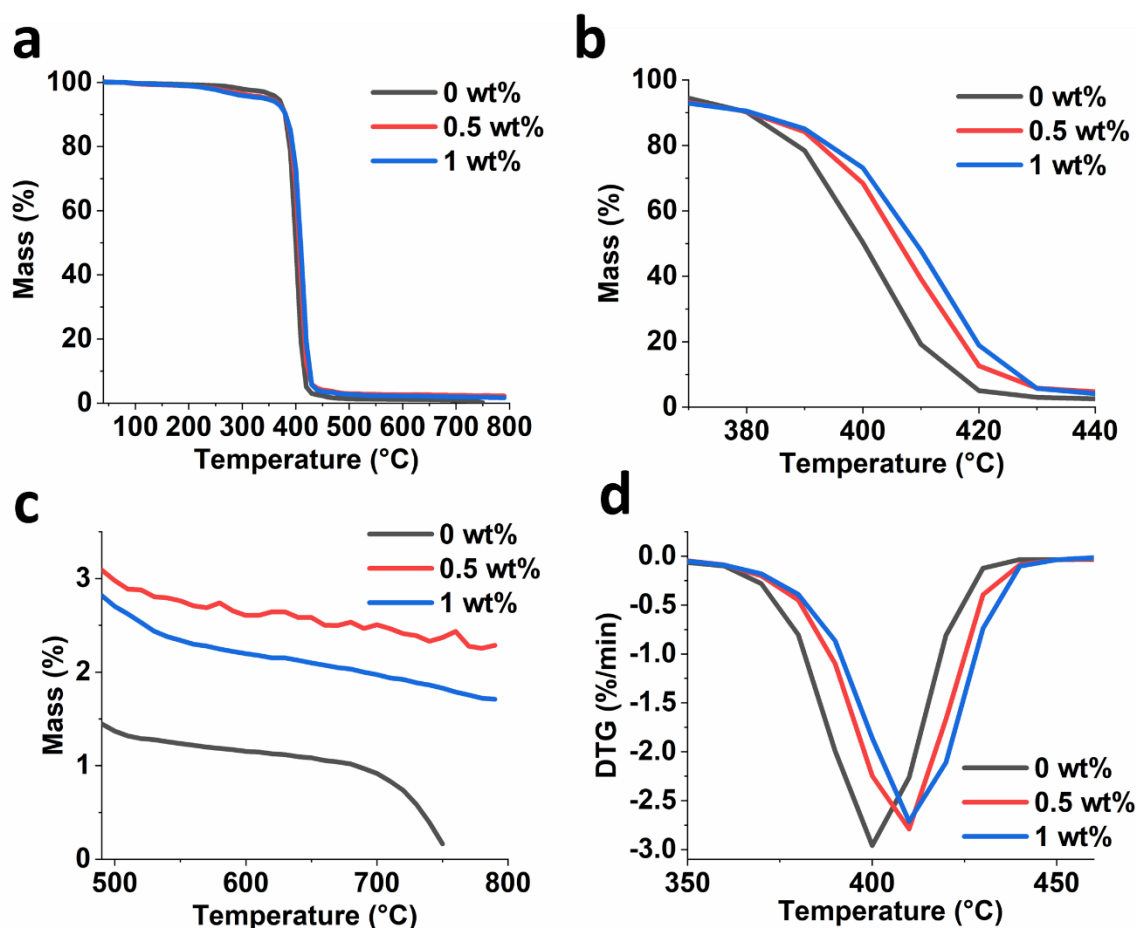 a
100
80
60
40
20
0
Mass (%)
0 wt%
0.5 wt%
1 wt%
100 200 300 400 500 600 700 800
Temperature (°C)
b
100
80
60
40
20
0
Mass (%)
0 wt%
0.5 wt%
1 wt%
380 400 420 440
Temperature (°C)
c
3
2
1
0
Mass (%)
0 wt%
0.5 wt%
1 wt%
500 600 700 800
Temperature (°C)
d
0.0
-0.5
-1.0
-1.5
-2.0
-2.5
-3.0
DTG (%/min)
0 wt%
0.5 wt%
1 wt%
350 400 450
Temperature (°C)